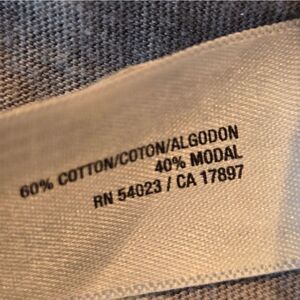 60% COTTON/COTON/ALGODON
40% MODAL
RN 54023 / CA 17897